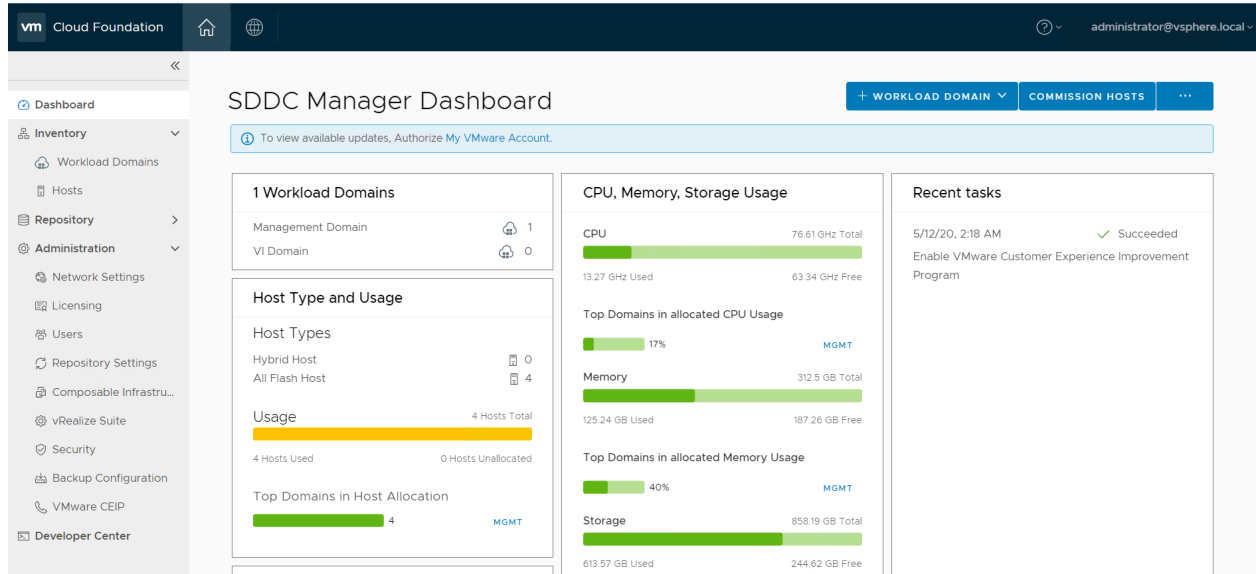 vm Cloud Foundation
administrator@vsphere.local
Dashboard
Inventory
Workload Domains
Hosts
Repository
Administration
Network Settings
Licensing
Users
Repository Settings
Composable Infrastru...
vRealize Suite
Security
Backup Configuration
VMware CEIP
Developer Center
SDDC Manager Dashboard
+ WORKLOAD DOMAIN
COMMISSION HOSTS
...
To view available updates, Authorize My VMware Account.
1 Workload Domains
Management Domain 1
VI Domain 0
Host Type and Usage
Host Types
Hybrid Host 0
All Flash Host 4
Usage 4 Hosts Total
4 Hosts Used 0 Hosts Unallocated
Top Domains in Host Allocation
4 MGMT
CPU, Memory, Storage Usage
CPU 76.61 GHz Total
13.27 GHz Used 63.34 GHz Free
Top Domains in allocated CPU Usage
17% MGMT
Memory 312.5 GB Total
125.24 GB Used 187.26 GB Free
Top Domains in allocated Memory Usage
40% MGMT
Storage 858.19 GB Total
613.57 GB Used 244.62 GB Free
Recent tasks
5/12/20, 2:18 AM Succeeded
Enable VMware Customer Experience Improvement
Program